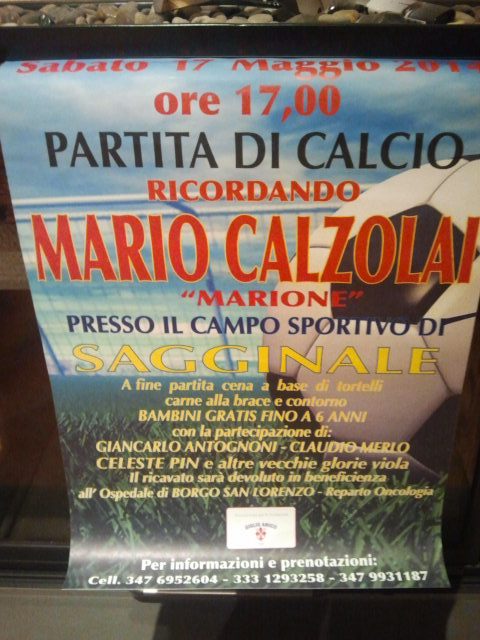 Sabato 17 Maggio 2014
ore 17,00
PARTITA DI CALCIO
RICORDANDO
MARIO CALZOLAI
"MARIONE"
PRESSO IL CAMPO SPORTIVO DI
SAGGINALE
A fine partita cena a base di tortelli
carne alla brace e contorno
BAMBINI GRATIS FINO A 6 ANNI
con la partecipazione di:
GIANCARLO ANTOGNONI - CLAUDIO MERLO
CELESTE PIN e altre vecchie glorie viola
Il ricavato sarà devoluto in beneficienza
all' Ospedale di BORGO SAN LORENZO - Reparto Oncologia
Per informazioni e prenotazioni:
Cell. 347 6952604 - 333 1293258 - 347 9931187